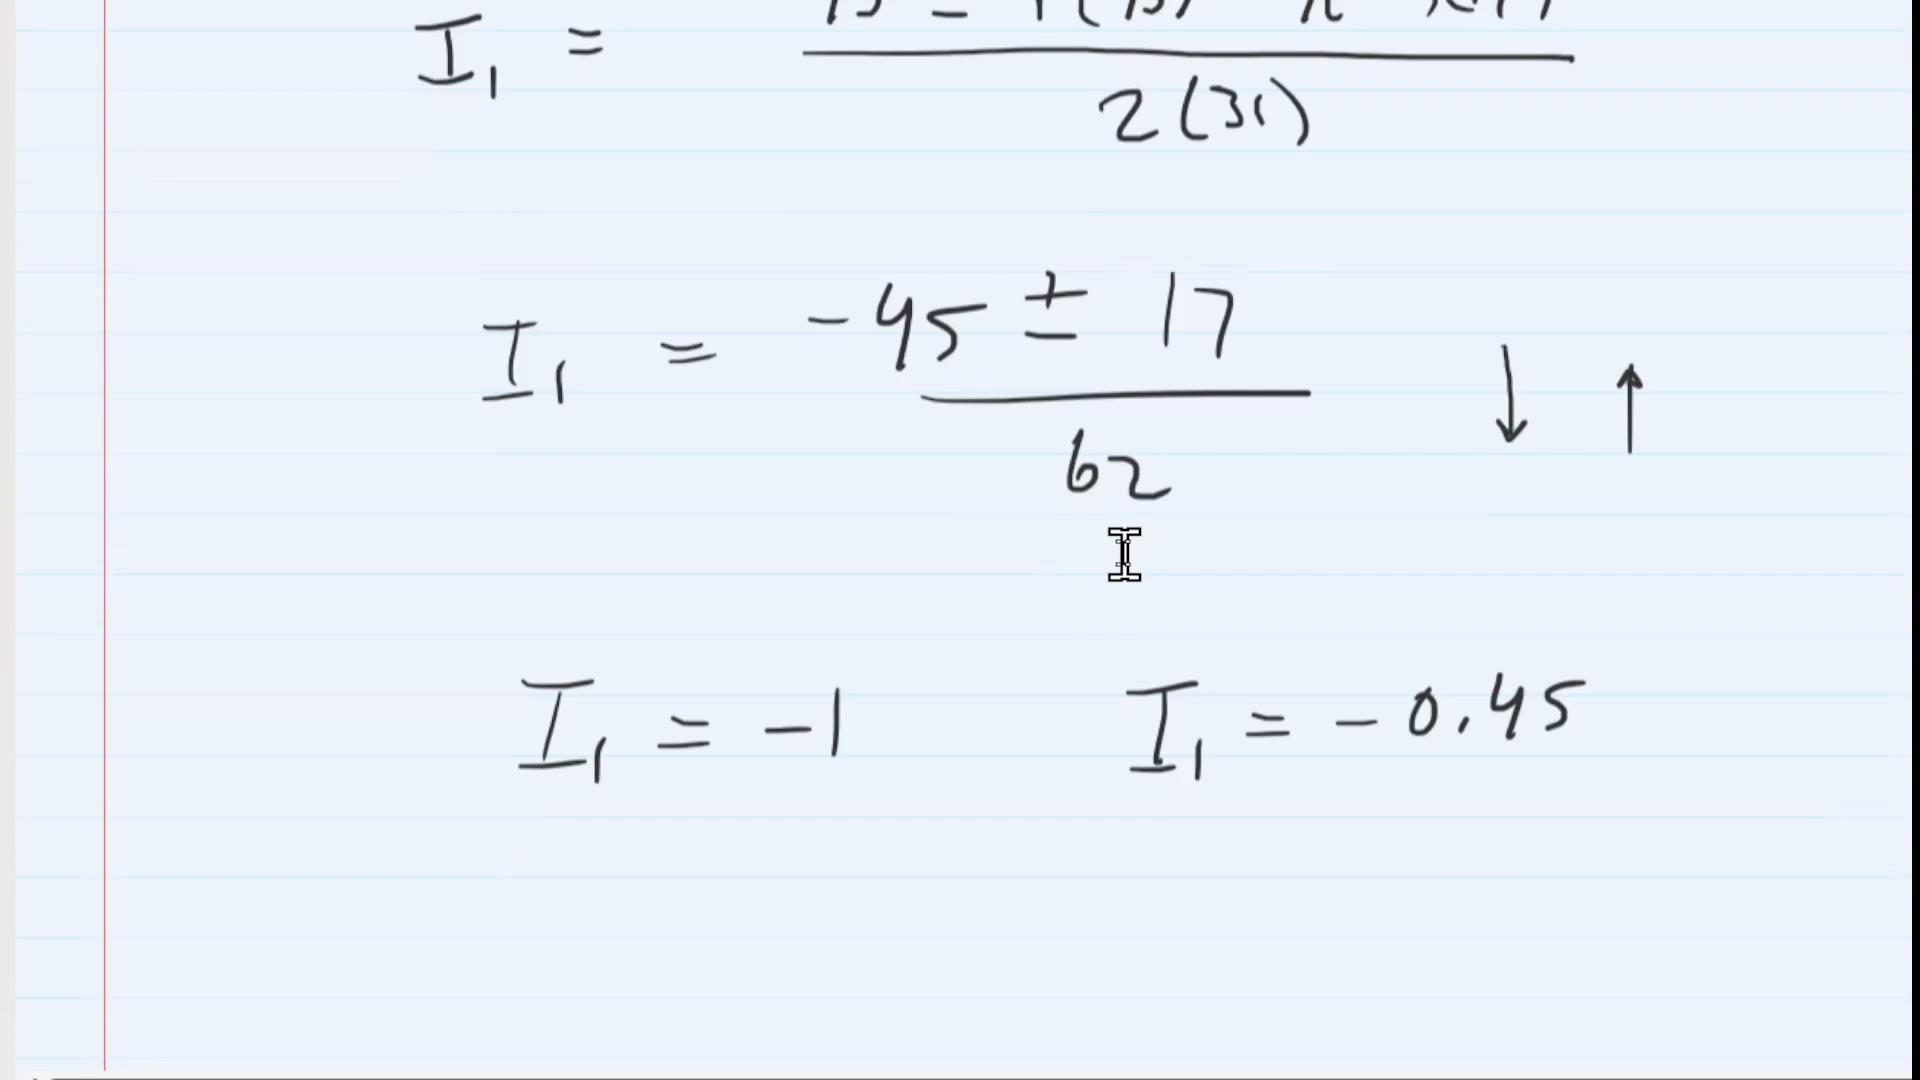 I₁ =
2(31)
I₁ = -45 ± 17
62
I₁ = -1 I₁ = -0.45